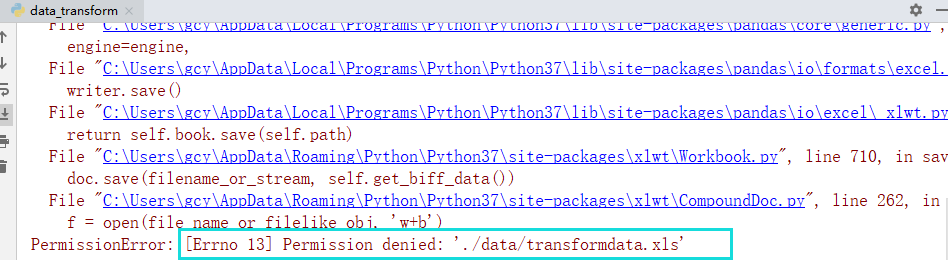 data_transform
File "C:\Users\gcy\AppData\Local\Programs\Python\Python37\lib\site-packages\pandas\core\generic.py",
engine=engine,
File "C:\Users\gcy\AppData\Local\Programs\Python\Python37\lib\site-packages\pandas\io\formats\excel.
writer.save()
File "C:\Users\gcy\AppData\Local\Programs\Python\Python37\lib\site-packages\pandas\io\excel\_xlwt.py
return self.book.save(self.path)
File "C:\Users\gcy\AppData\Roaming\Python\Python37\site-packages\xlwt\Workbook.py", line 710, in sav
doc.save(filename_or_stream, self.get_biff_data())
File "C:\Users\gcy\AppData\Roaming\Python\Python37\site-packages\xlwt\CompoundDoc.py", line 262, in
f = open(file_name_or_filelike_obj, 'w+b')
PermissionError: [Errno 13] Permission denied: './data/transformdata.xls'